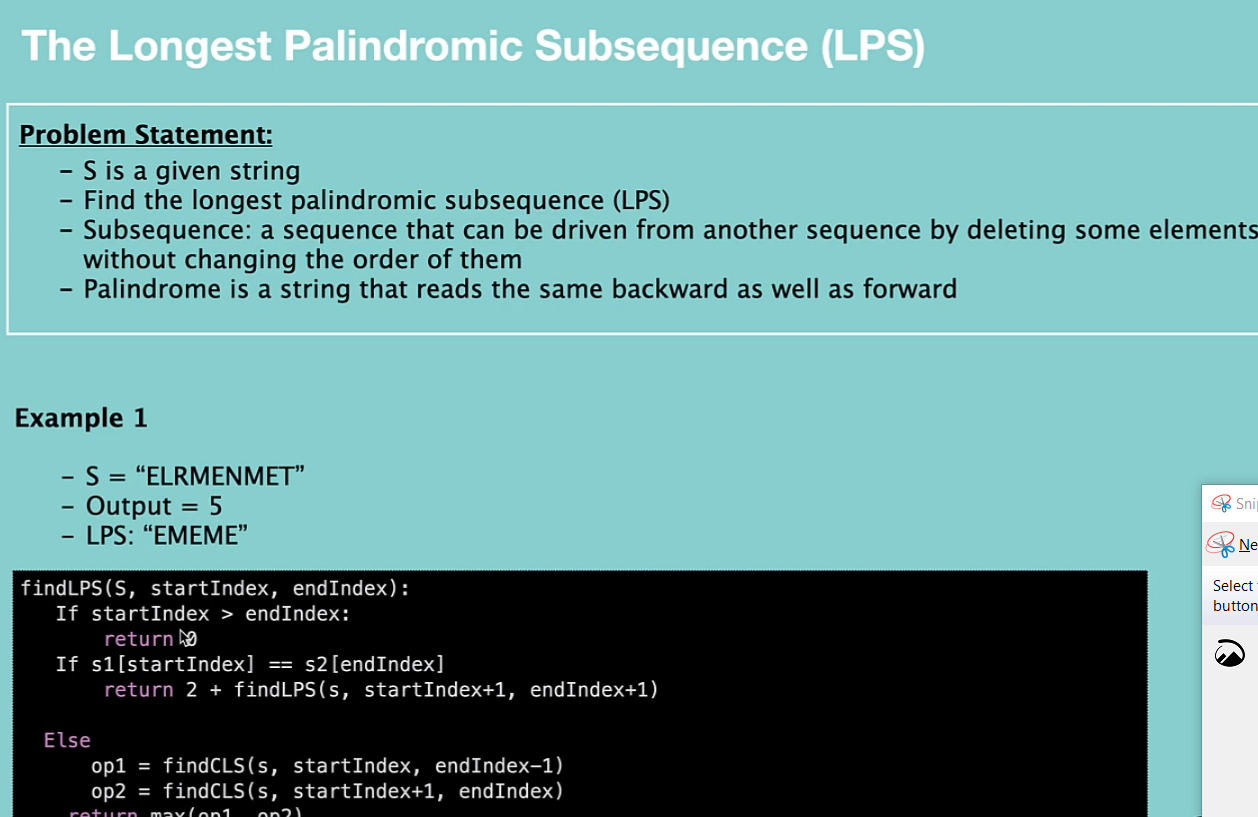 The Longest Palindromic Subsequence (LPS)
Problem Statement:
– S is a given string
– Find the longest palindromic subsequence (LPS)
– Subsequence: a sequence that can be driven from another sequence by deleting some elements
without changing the order of them
– Palindrome is a string that reads the same backward as well as forward
Example 1
– S = “ELRMENMET”
– Output = 5
– LPS: “EMEME”
findLPS(S, startIndex, endIndex):
If startIndex > endIndex:
return 0
If s1[startIndex] == s2[endIndex]
return 2 + findLPS(s, startIndex+1, endIndex+1)
Else
op1 = findCLS(s, startIndex, endIndex-1)
op2 = findCLS(s, startIndex+1, endIndex)
return max(op1, op2)
Sni
Ne
Select
button